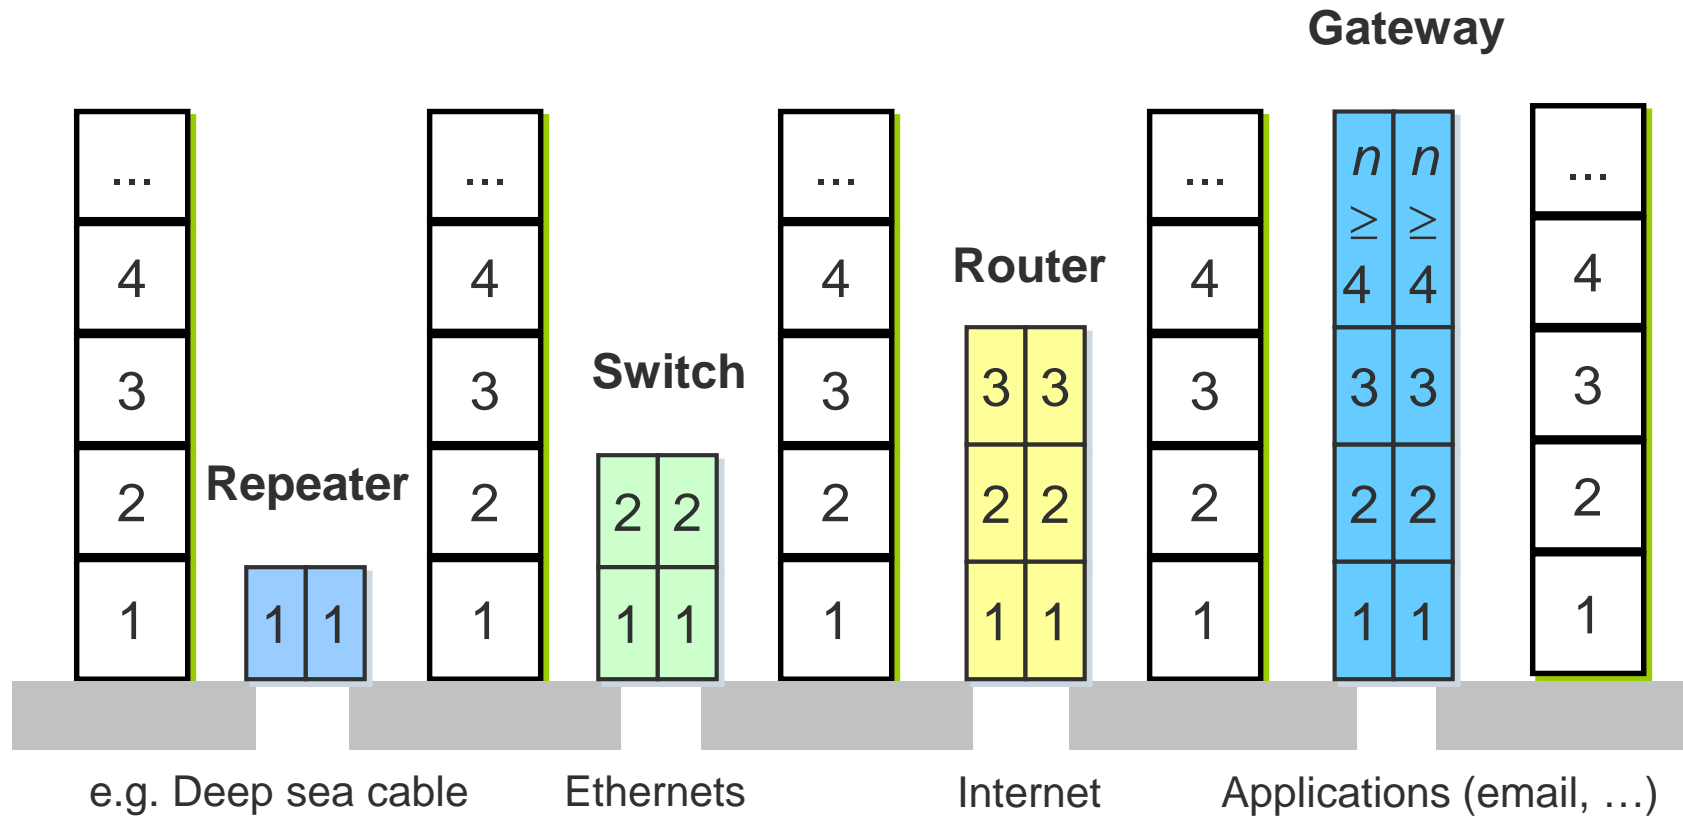 Gateway
... ... ... ... n n ...
≥ ≥
4 4 4 4 4 4 4
Router
3 3 3 3 3 3 3 3 3
Switch
Repeater
2 2 2 2 2 2 2 2 2 2 2
1 1 1 1 1 1 1 1 1 1 1 1 1
e.g. Deep sea cable Ethernets Internet Applications (email, …)